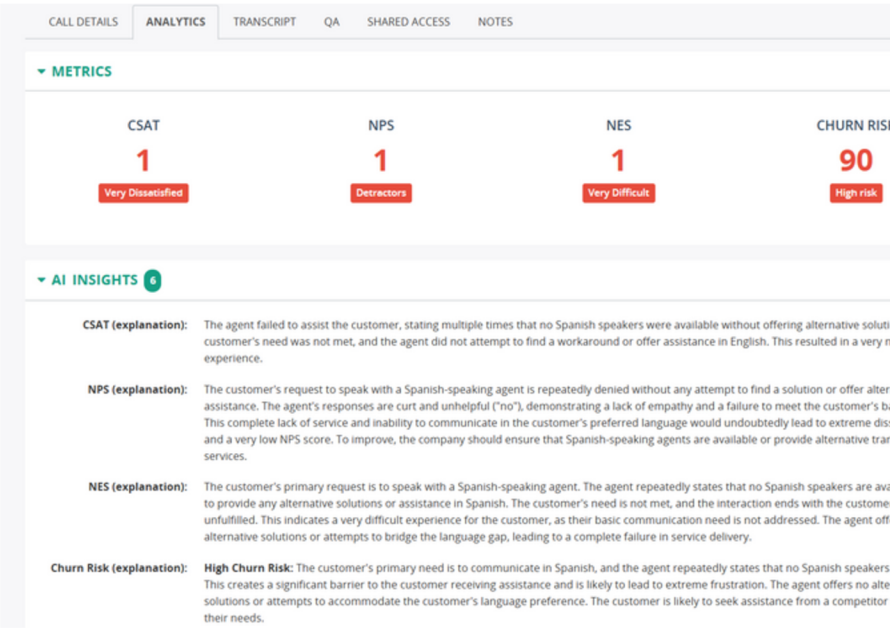 CALL DETAILS ANALYTICS TRANSCRIPT QA SHARED ACCESS NOTES
METRICS
CSAT NPS NES CHURN RISK
1 1 1 90
Very Dissatisfied Detractors Very Difficult High risk
AI INSIGHTS 6
CSAT (explanation): The agent failed to assist the customer, stating multiple times that no Spanish speakers were available without offering alternative soluti
customer's need was not met, and the agent did not attempt to find a workaround or offer assistance in English. This resulted in a very n
experience.
NPS (explanation): The customer's request to speak with a Spanish-speaking agent is repeatedly denied without any attempt to find a solution or offer alter
assistance. The agent's responses are curt and unhelpful ("no"), demonstrating a lack of empathy and a failure to meet the customer's ba
This complete lack of service and inability to communicate in the customer's preferred language would undoubtedly lead to extreme diss
and a very low NPS score. To improve, the company should ensure that Spanish-speaking agents are available or provide alternative tran
services.
NES (explanation): The customer's primary request is to speak with a Spanish-speaking agent. The agent repeatedly states that no Spanish speakers are ava
to provide any alternative solutions or assistance in Spanish. The customer's need is not met, and the interaction ends with the custome
unfulfilled. This indicates a very difficult experience for the customer, as their basic communication need is not addressed. The agent off
alternative solutions or attempts to bridge the language gap, leading to a complete failure in service delivery.
Churn Risk (explanation): High Churn Risk: The customer's primary need is to communicate in Spanish, and the agent repeatedly states that no Spanish speakers
This creates a significant barrier to the customer receiving assistance and is likely to lead to extreme frustration. The agent offers no alte
solutions or attempts to accommodate the customer's language preference. The customer is likely to seek assistance from a competitor
their needs.